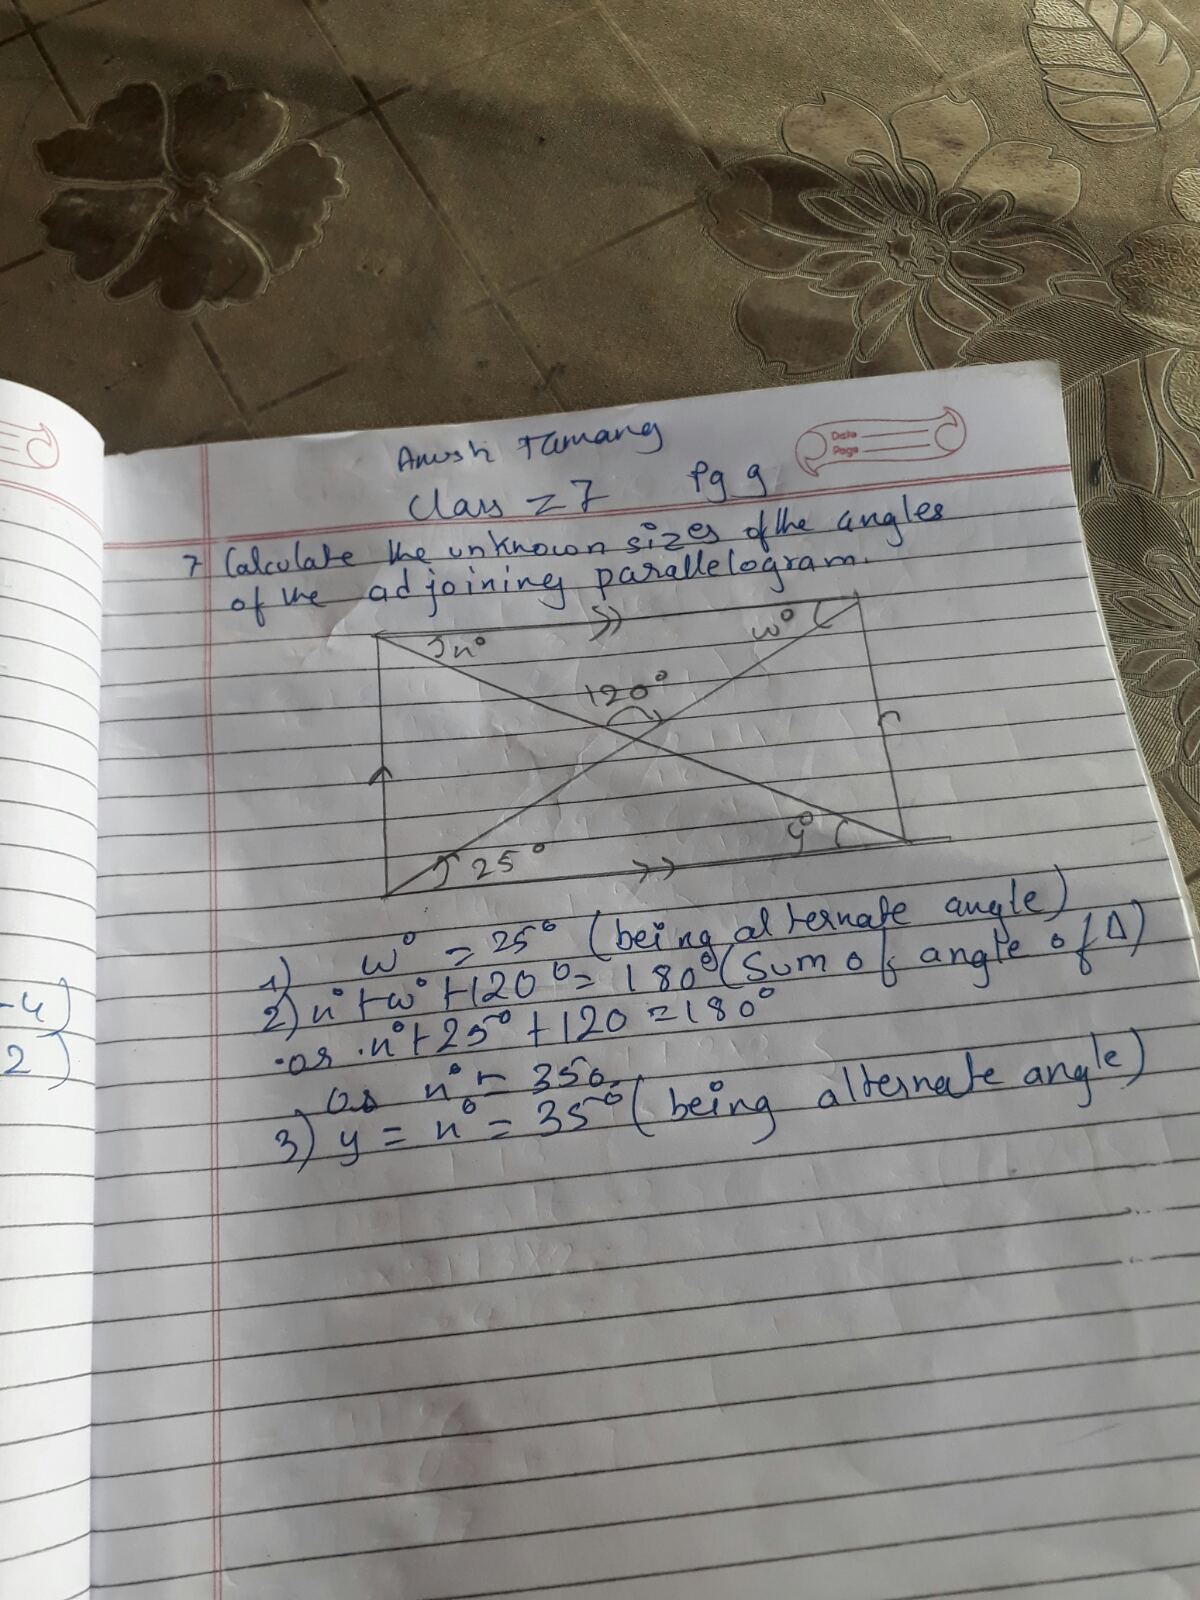 Anush Tamang
Date
Page
Class = 7 Pg 9
7 Calculate the unknown sizes of the angles
of the adjoining parallelogram.
x° w°
120°
25° y°
1) w° = 25° (being alternate angle)
2) x° + w° + 120° = 180° (Sum of angle of Δ)
or x° + 25° + 120 = 180°
or x° = 35°
3) y = x° = 35° (being alternate angle)
-4)
2)